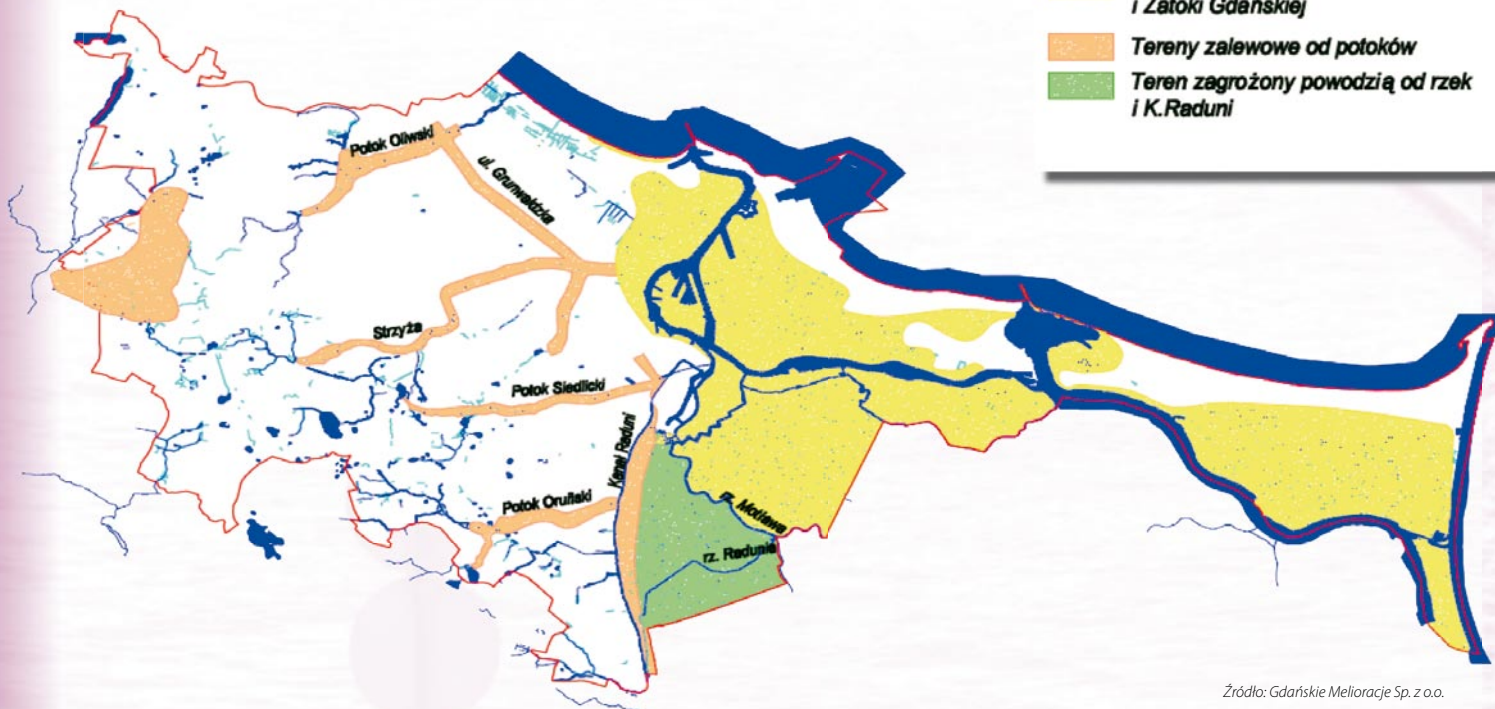 i Zatoki Gdańskiej
Tereny zalewowe od potoków
Teren zagrożony powodzią od rzek
i K.Raduni
Potok Oliwski
ul. Grunwaldzka
Strzyża
Potok Siedlicki
Kanał Raduni
Potok Oruński
rz. Motława
rz. Radunia
Źródło: Gdańskie Melioracje Sp. z o.o.